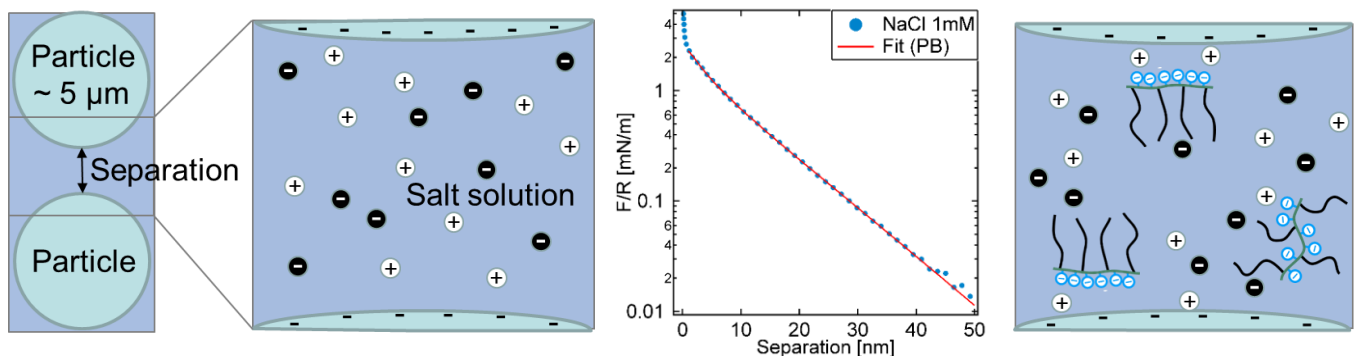 Particle
~ 5 µm
Separation
Particle
Salt solution
F/R [mN/m]
4
2
1
6
4
2
0.1
6
4
2
0.01
NaCl 1mM
Fit (PB)
0
10
20
30
40
50
Separation [nm]